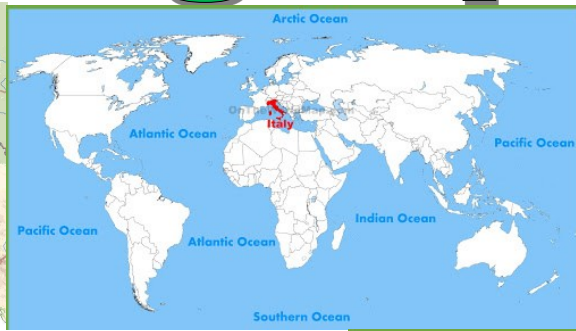 Arctic Ocean
Italy
Atlantic Ocean
Pacific Ocean
Pacific Ocean
Atlantic Ocean
Indian Ocean
Southern Ocean